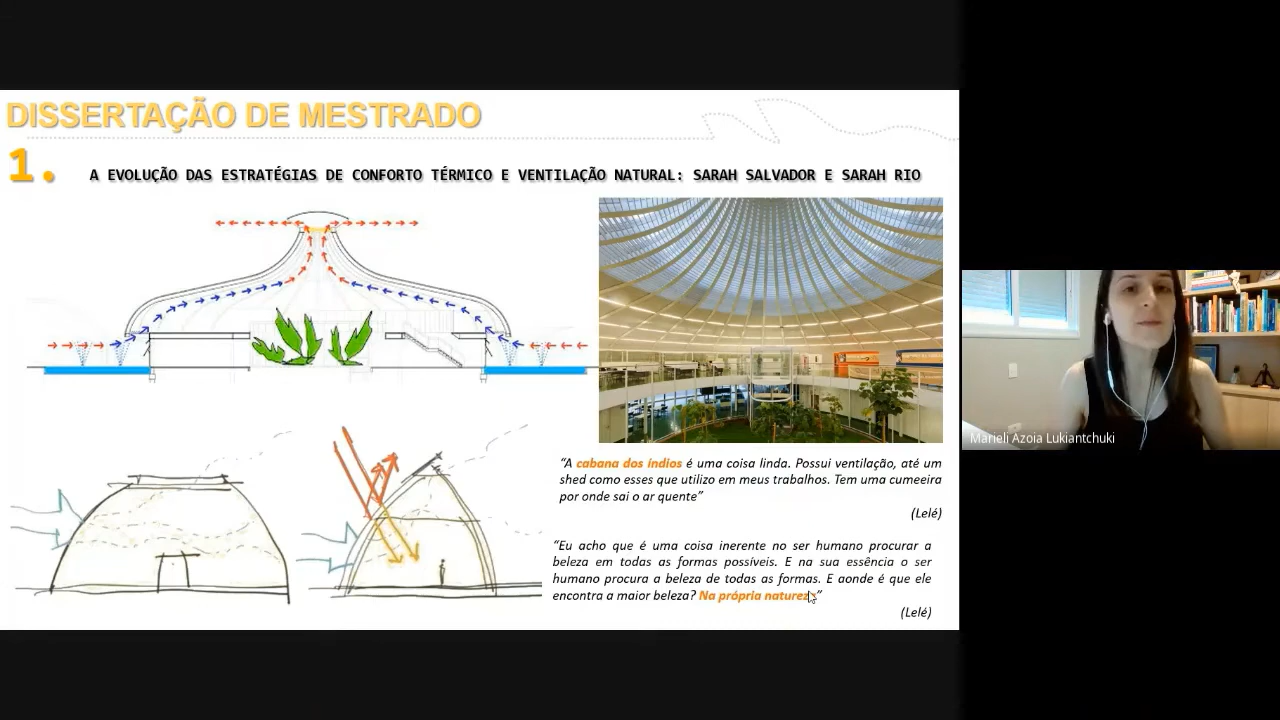 DISSERTAÇÃO DE MESTRADO
1. A EVOLUÇÃO DAS ESTRATÉGIAS DE CONFORTO TÉRMICO E VENTILAÇÃO NATURAL: SARAH SALVADOR E SARAH RIO
“A cabana dos índios é uma coisa linda. Possui ventilação, até um
shed como esses que utilizo em meus trabalhos. Tem uma cumeeira
por onde sai o ar quente”
(Lelé)
“Eu acho que é uma coisa inerente no ser humano procurar a
beleza em todas as formas possíveis. E na sua essência o ser
humano procura a beleza de todas as formas. E aonde é que ele
encontra a maior beleza? Na própria natureza”
(Lelé)
Marieli Azoia Lukiantchuki